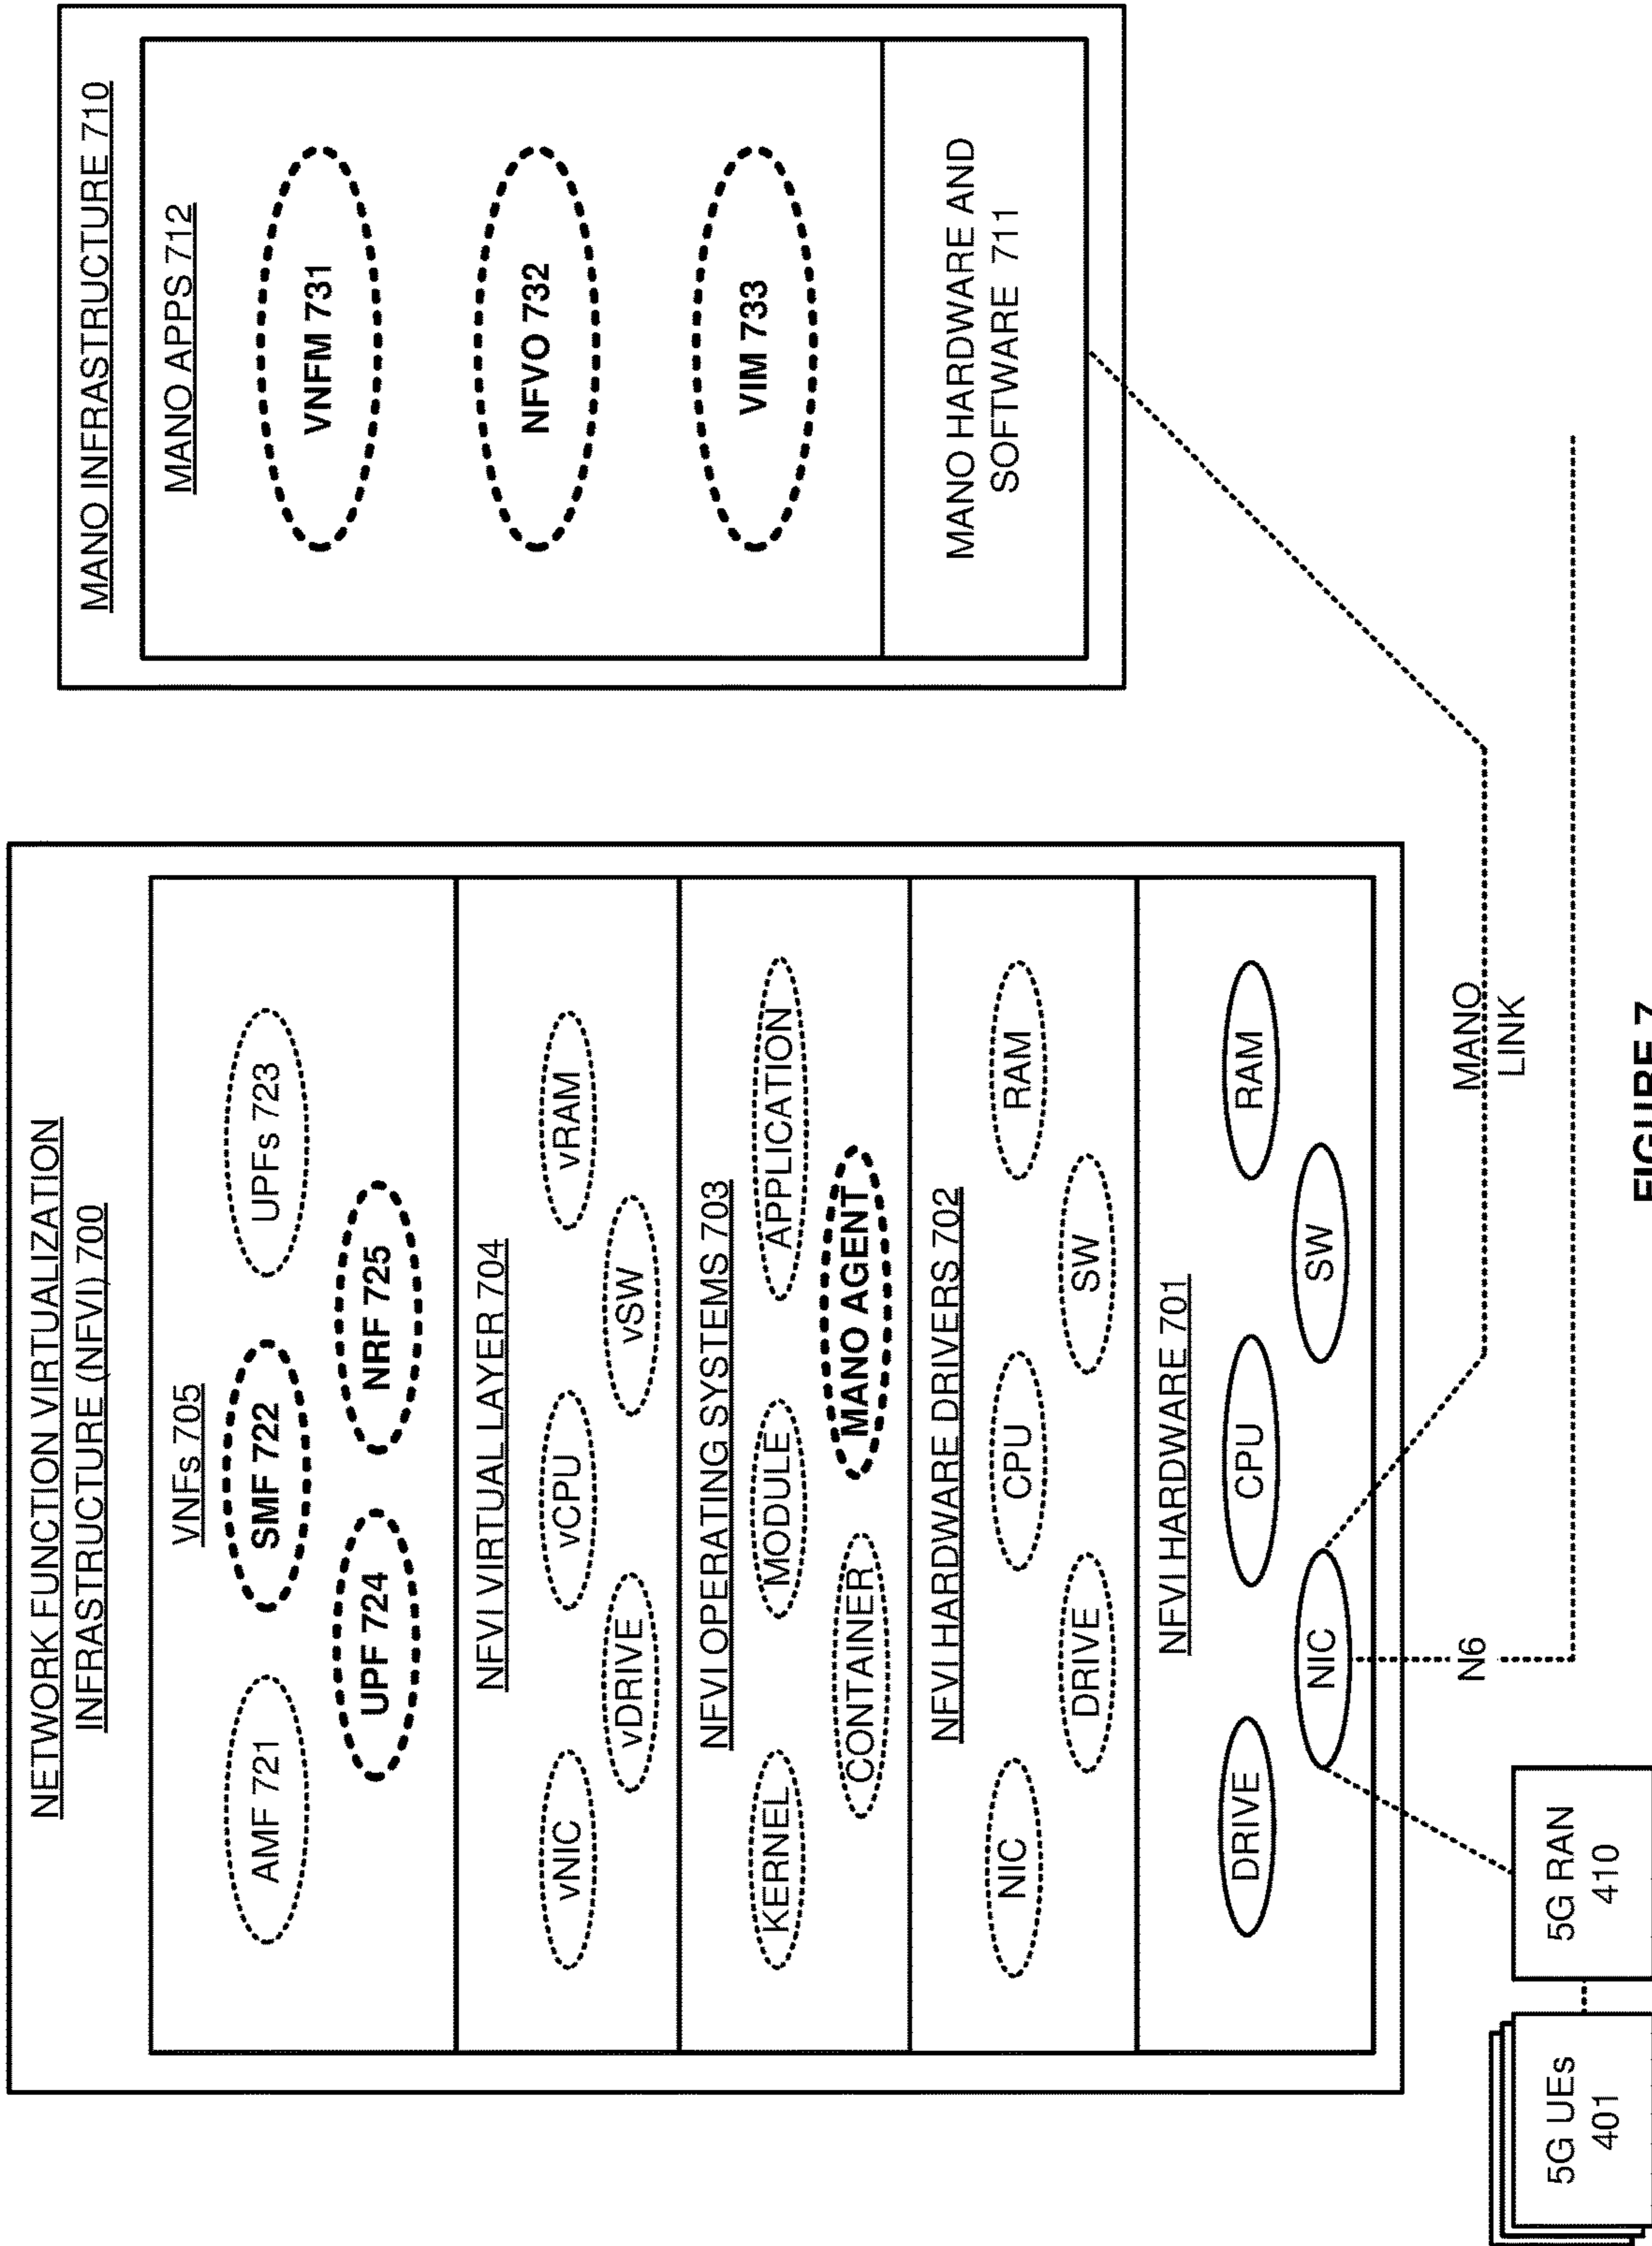 NETWORK FUNCTION VIRTUALIZATION
INFRASTRUCTURE (NFVI) 700
VNFs 705
AMF 721
SMF 722
UPFs 723
UPF 724
NRF 725
NFVI VIRTUAL LAYER 704
vNIC
vCPU
vRAM
vDRIVE
vSW
NFVI OPERATING SYSTEMS 703
KERNEL
MODULE
APPLICATION
CONTAINER
MANO AGENT
NFVI HARDWARE DRIVERS 702
NIC
CPU
RAM
DRIVE
SW
NFVI HARDWARE 701
DRIVE
CPU
RAM
NIC
SW
MANO INFRASTRUCTURE 710
MANO APPS 712
VNFM 731
NFVO 732
VIM 733
MANO HARDWARE AND
SOFTWARE 711
MANO
LINK
N6
5G UEs
401
5G RAN
410
FIGURE 7